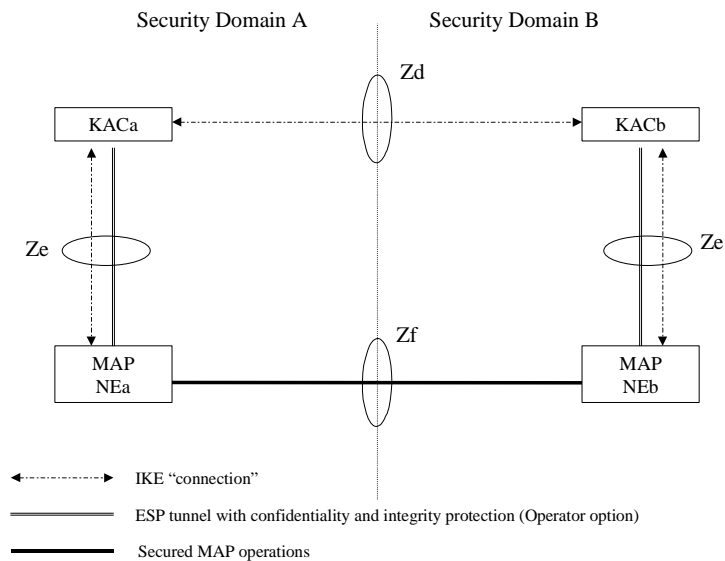 Security Domain A
Security Domain B
Zd
KACa
KACb
Ze
Ze
Zf
MAP
NEa
MAP
NEb
IKE “connection”
ESP tunnel with confidentiality and integrity protection (Operator option)
Secured MAP operations